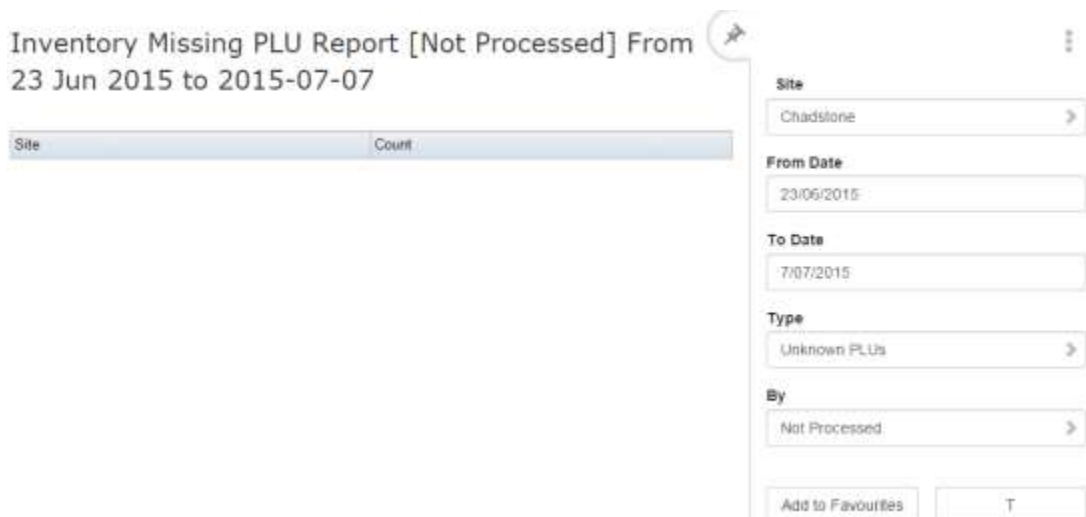 Inventory Missing PLU Report [Not Processed] From
23 Jun 2015 to 2015-07-07
Site Count
Site
Chadstone
From Date
23/06/2015
To Date
7/07/2015
Type
Unknown PLUs
By
Not Processed
Add to Favourites T